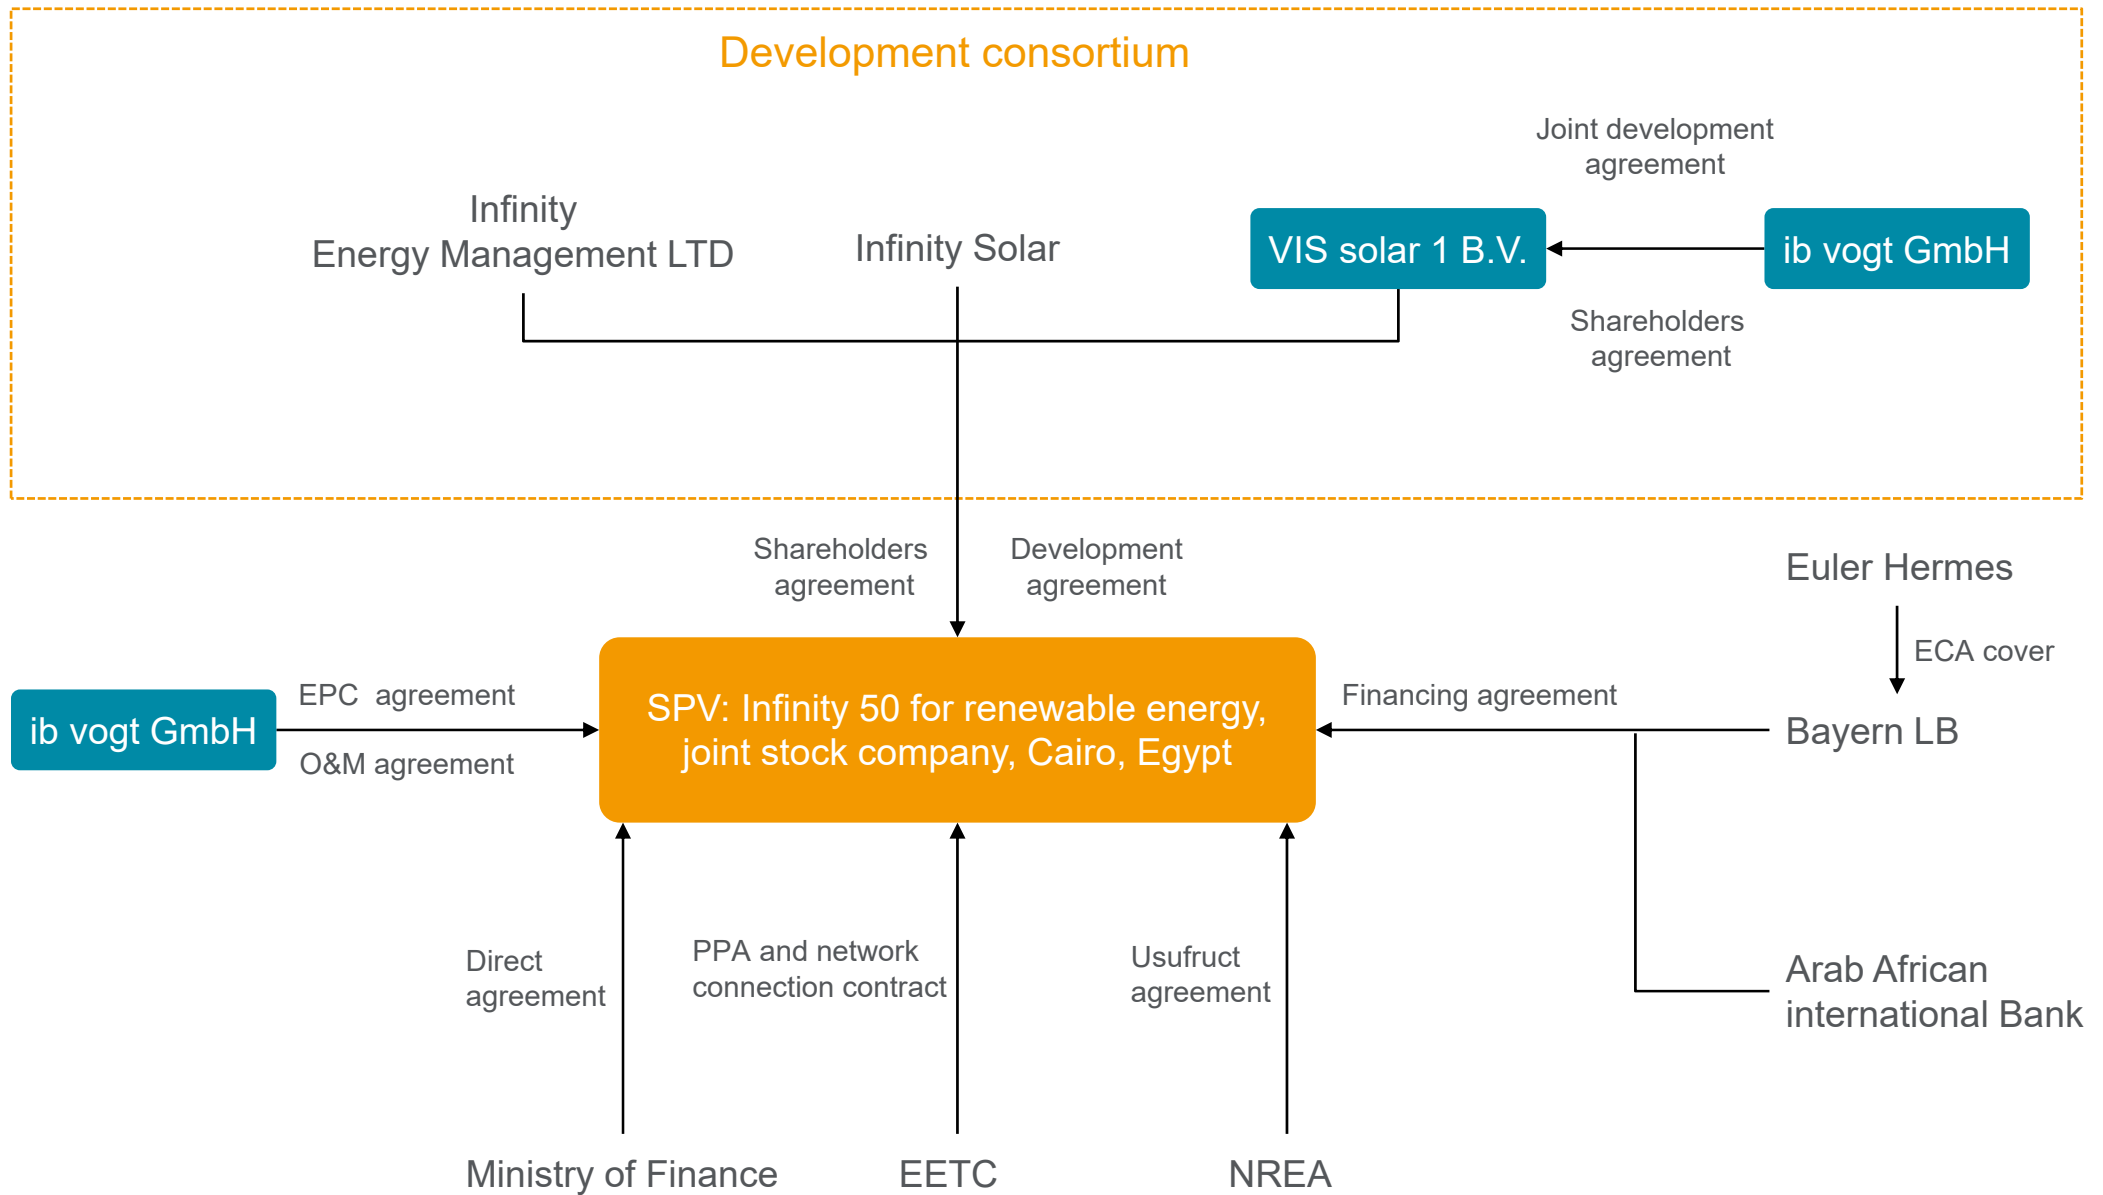 Development consortium
Joint development
agreement
Infinity
Energy Management LTD
Infinity Solar
VIS solar 1 B.V.
ib vogt GmbH
Shareholders
agreement
Shareholders
agreement
Development
agreement
Euler Hermes
ECA cover
EPC  agreement
ib vogt GmbH
O&M agreement
SPV: Infinity 50 for renewable energy,
joint stock company, Cairo, Egypt
Financing agreement
Bayern LB
Direct
agreement
PPA and network
connection contract
Usufruct
agreement
Arab African
international Bank
Ministry of Finance
EETC
NREA